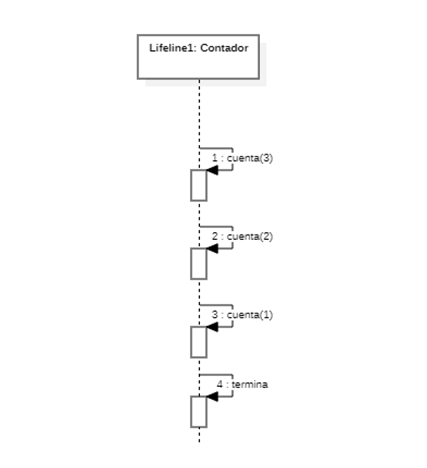 Lifeline1: Contador
1 : cuenta(3)
2 : cuenta(2)
3 : cuenta(1)
4 : termina